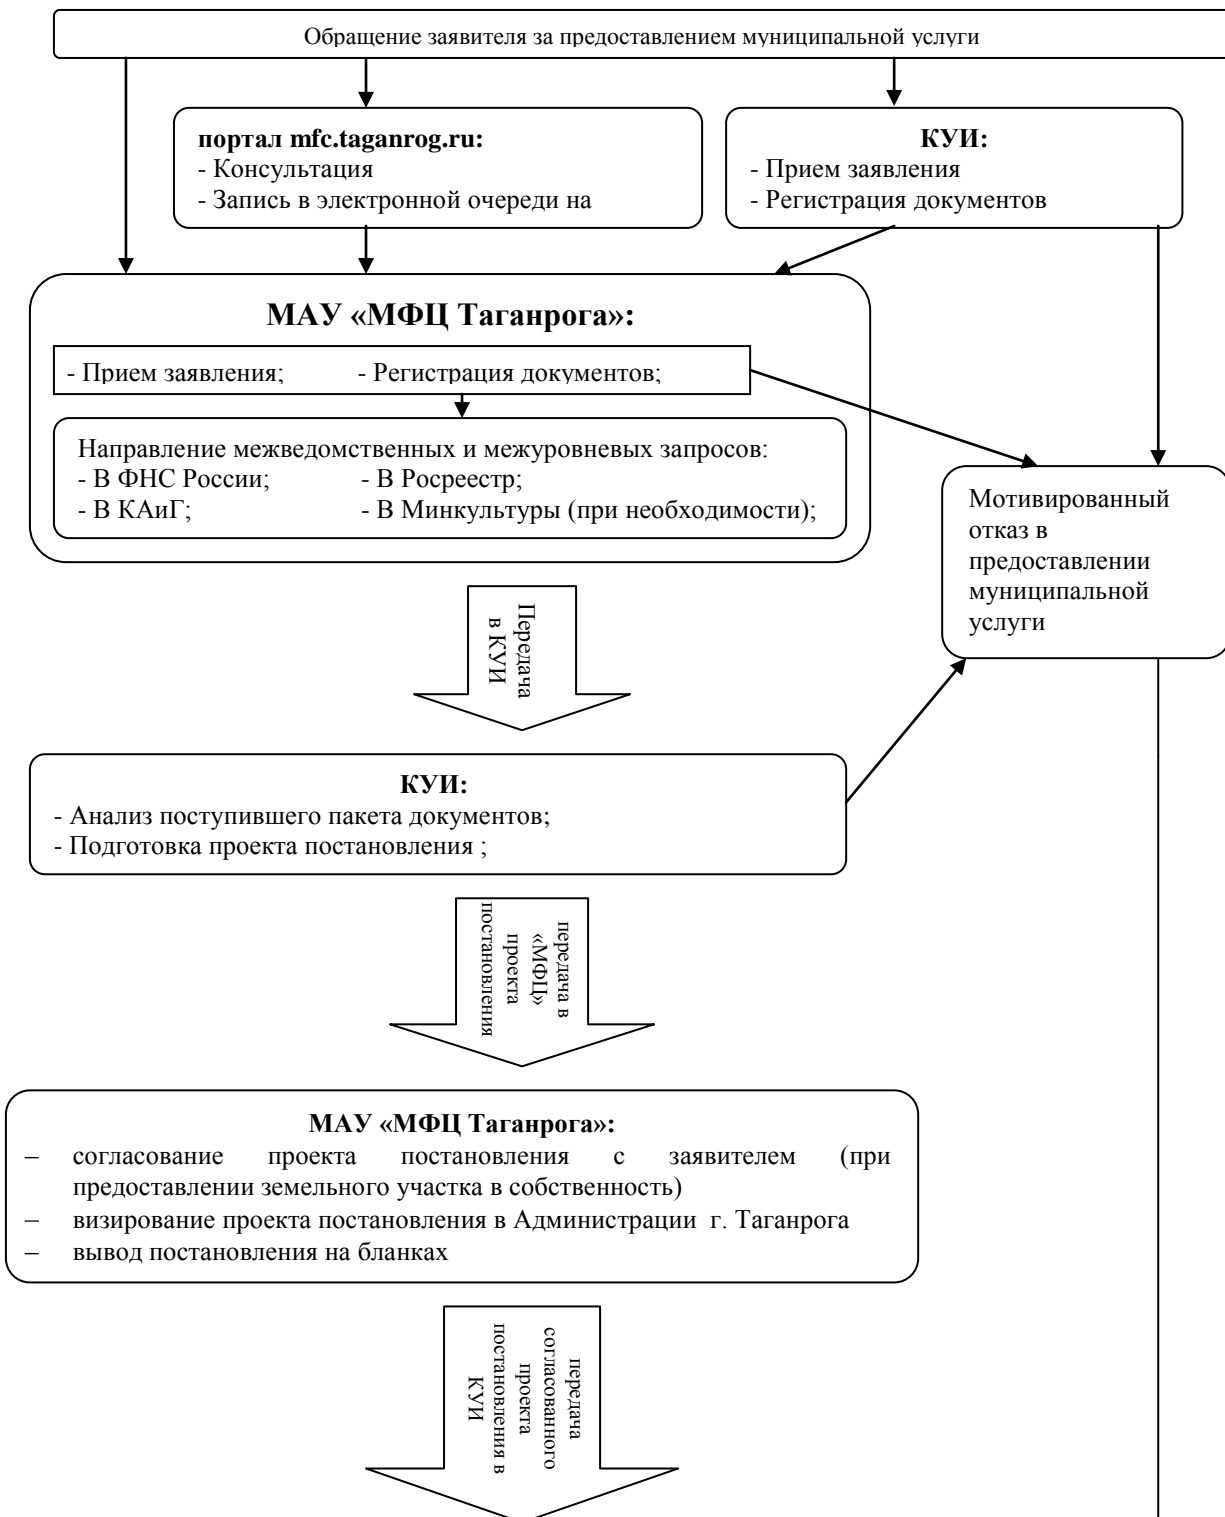 Обращение заявителя за предоставлением муниципальной услуги
портал mfc.taganrog.ru:
- Консультация
- Запись в электронной очереди на
КУИ:
- Прием заявления
- Регистрация документов
МАУ «МФЦ Таганрога»:
- Прием заявления; - Регистрация документов;
Направление межведомственных и межуровневых запросов:
- В ФНС России; - В Росреестр;
- В КАиГ; - В Минкультуры (при необходимости);
Мотивированный
отказ в
предоставлении
муниципальной
услуги
Передача
в КУИ
КУИ:
- Анализ поступившего пакета документов;
- Подготовка проекта постановления ;
передача в
«МФЦ»
проекта
постановления
МАУ «МФЦ Таганрога»:
– согласование проекта постановления с заявителем (при
предоставлении земельного участка в собственность)
– визирование проекта постановления в Администрации г. Таганрога
– вывод постановления на бланках
передача
согласованного
проекта
постановления в
КУИ